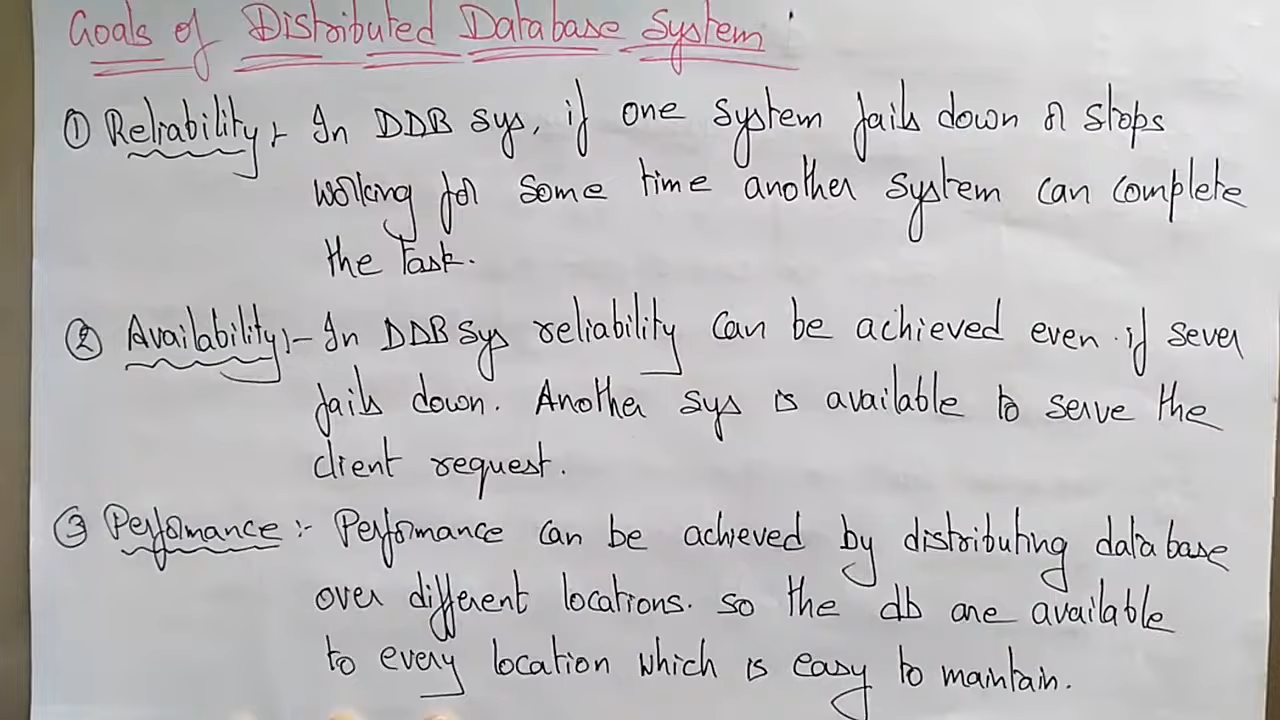 Goals of Distributed Database System
① Reliability :- In DDB sys, if one system fails down or stops
working for some time another system can complete
the task.
② Availability :- In DDB sys reliability can be achieved even if sever
fails down. Another sys is available to serve the
client request.
③ Performance :- Performance can be achieved by distributing database
over different locations. so the db are available
to every location which is easy to maintain.